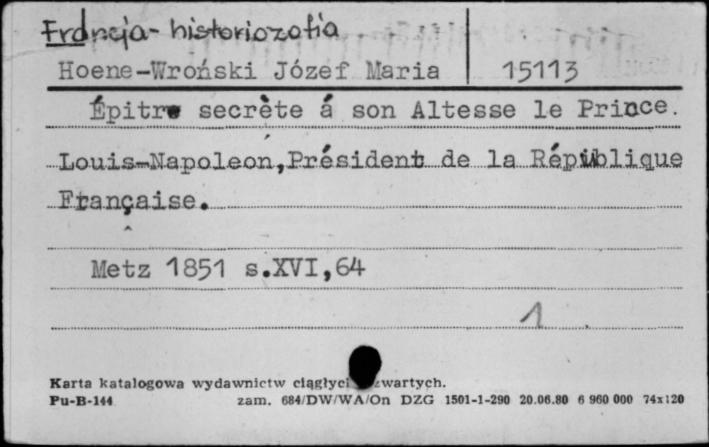 Francja - historiozofia
Hoene-Wroński Józef Maria 15113
Épitre secrète á son Altesse le Prince.
Louis-Napoleon,Président de la République
Française.
Metz 1851 s.XVI,64
1
Karta katalogowa wydawnictw ciągłyc zwartych.
Pu-B-144 zam. 684/DW/WA/On DZG 1501-1-290 20.06.80 6 960 000 74x120